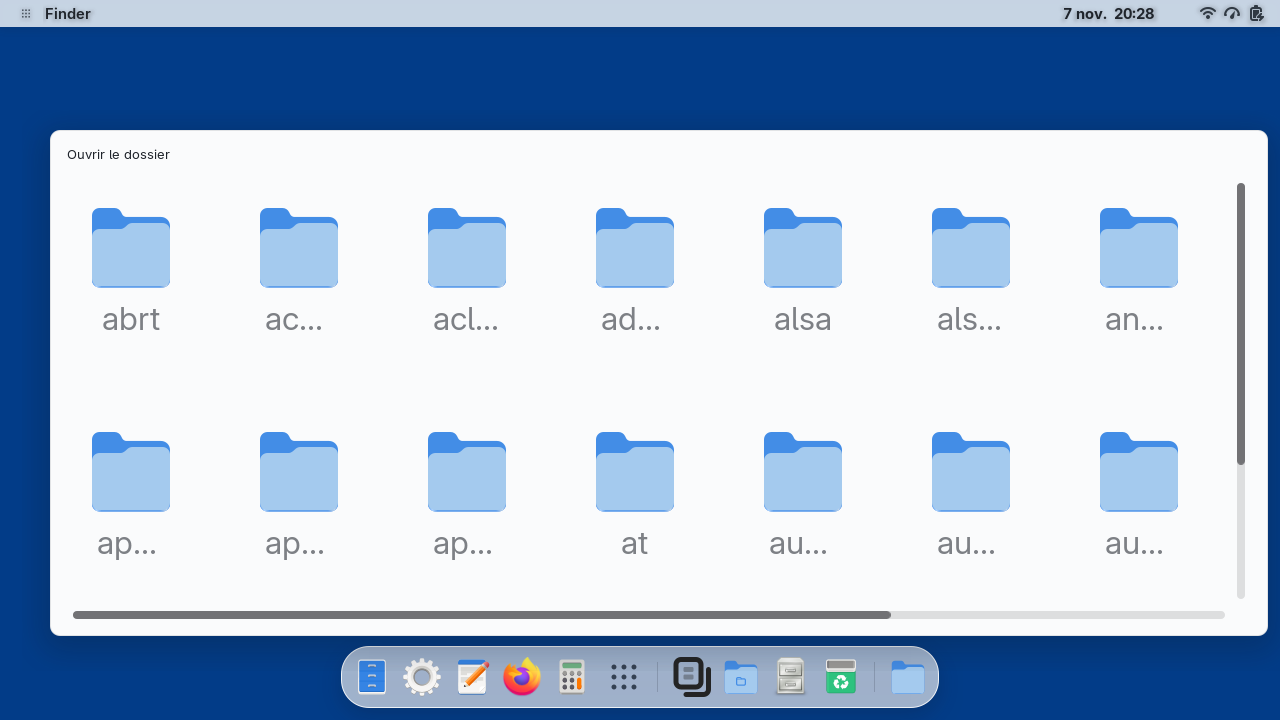 Finder
7 nov. 20:28
Ouvrir le dossier
abrt ac... acl... ad... alsa als... an...
ap... ap... ap... at au... au... au...